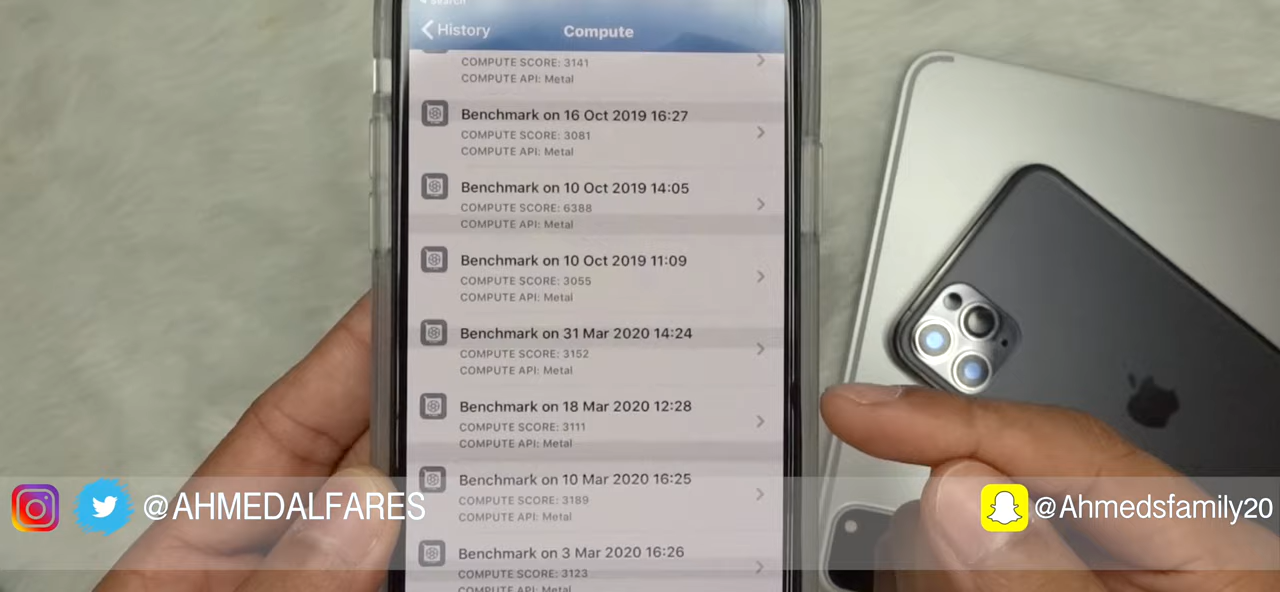 Search
History
Compute
COMPUTE SCORE: 3141
COMPUTE API: Metal
Benchmark on 16 Oct 2019 16:27
COMPUTE SCORE: 3081
COMPUTE API: Metal
Benchmark on 10 Oct 2019 14:05
COMPUTE SCORE: 6388
COMPUTE API: Metal
Benchmark on 10 Oct 2019 11:09
COMPUTE SCORE: 3055
COMPUTE API: Metal
Benchmark on 31 Mar 2020 14:24
COMPUTE SCORE: 3152
COMPUTE API: Metal
Benchmark on 18 Mar 2020 12:28
COMPUTE SCORE: 3111
COMPUTE API: Metal
Benchmark on 10 Mar 2020 16:25
COMPUTE SCORE: 3189
COMPUTE API: Metal
Benchmark on 3 Mar 2020 16:26
COMPUTE SCORE: 3123
COMPUTE API: Metal
@AHMEDALFARES
@Ahmedsfamily20